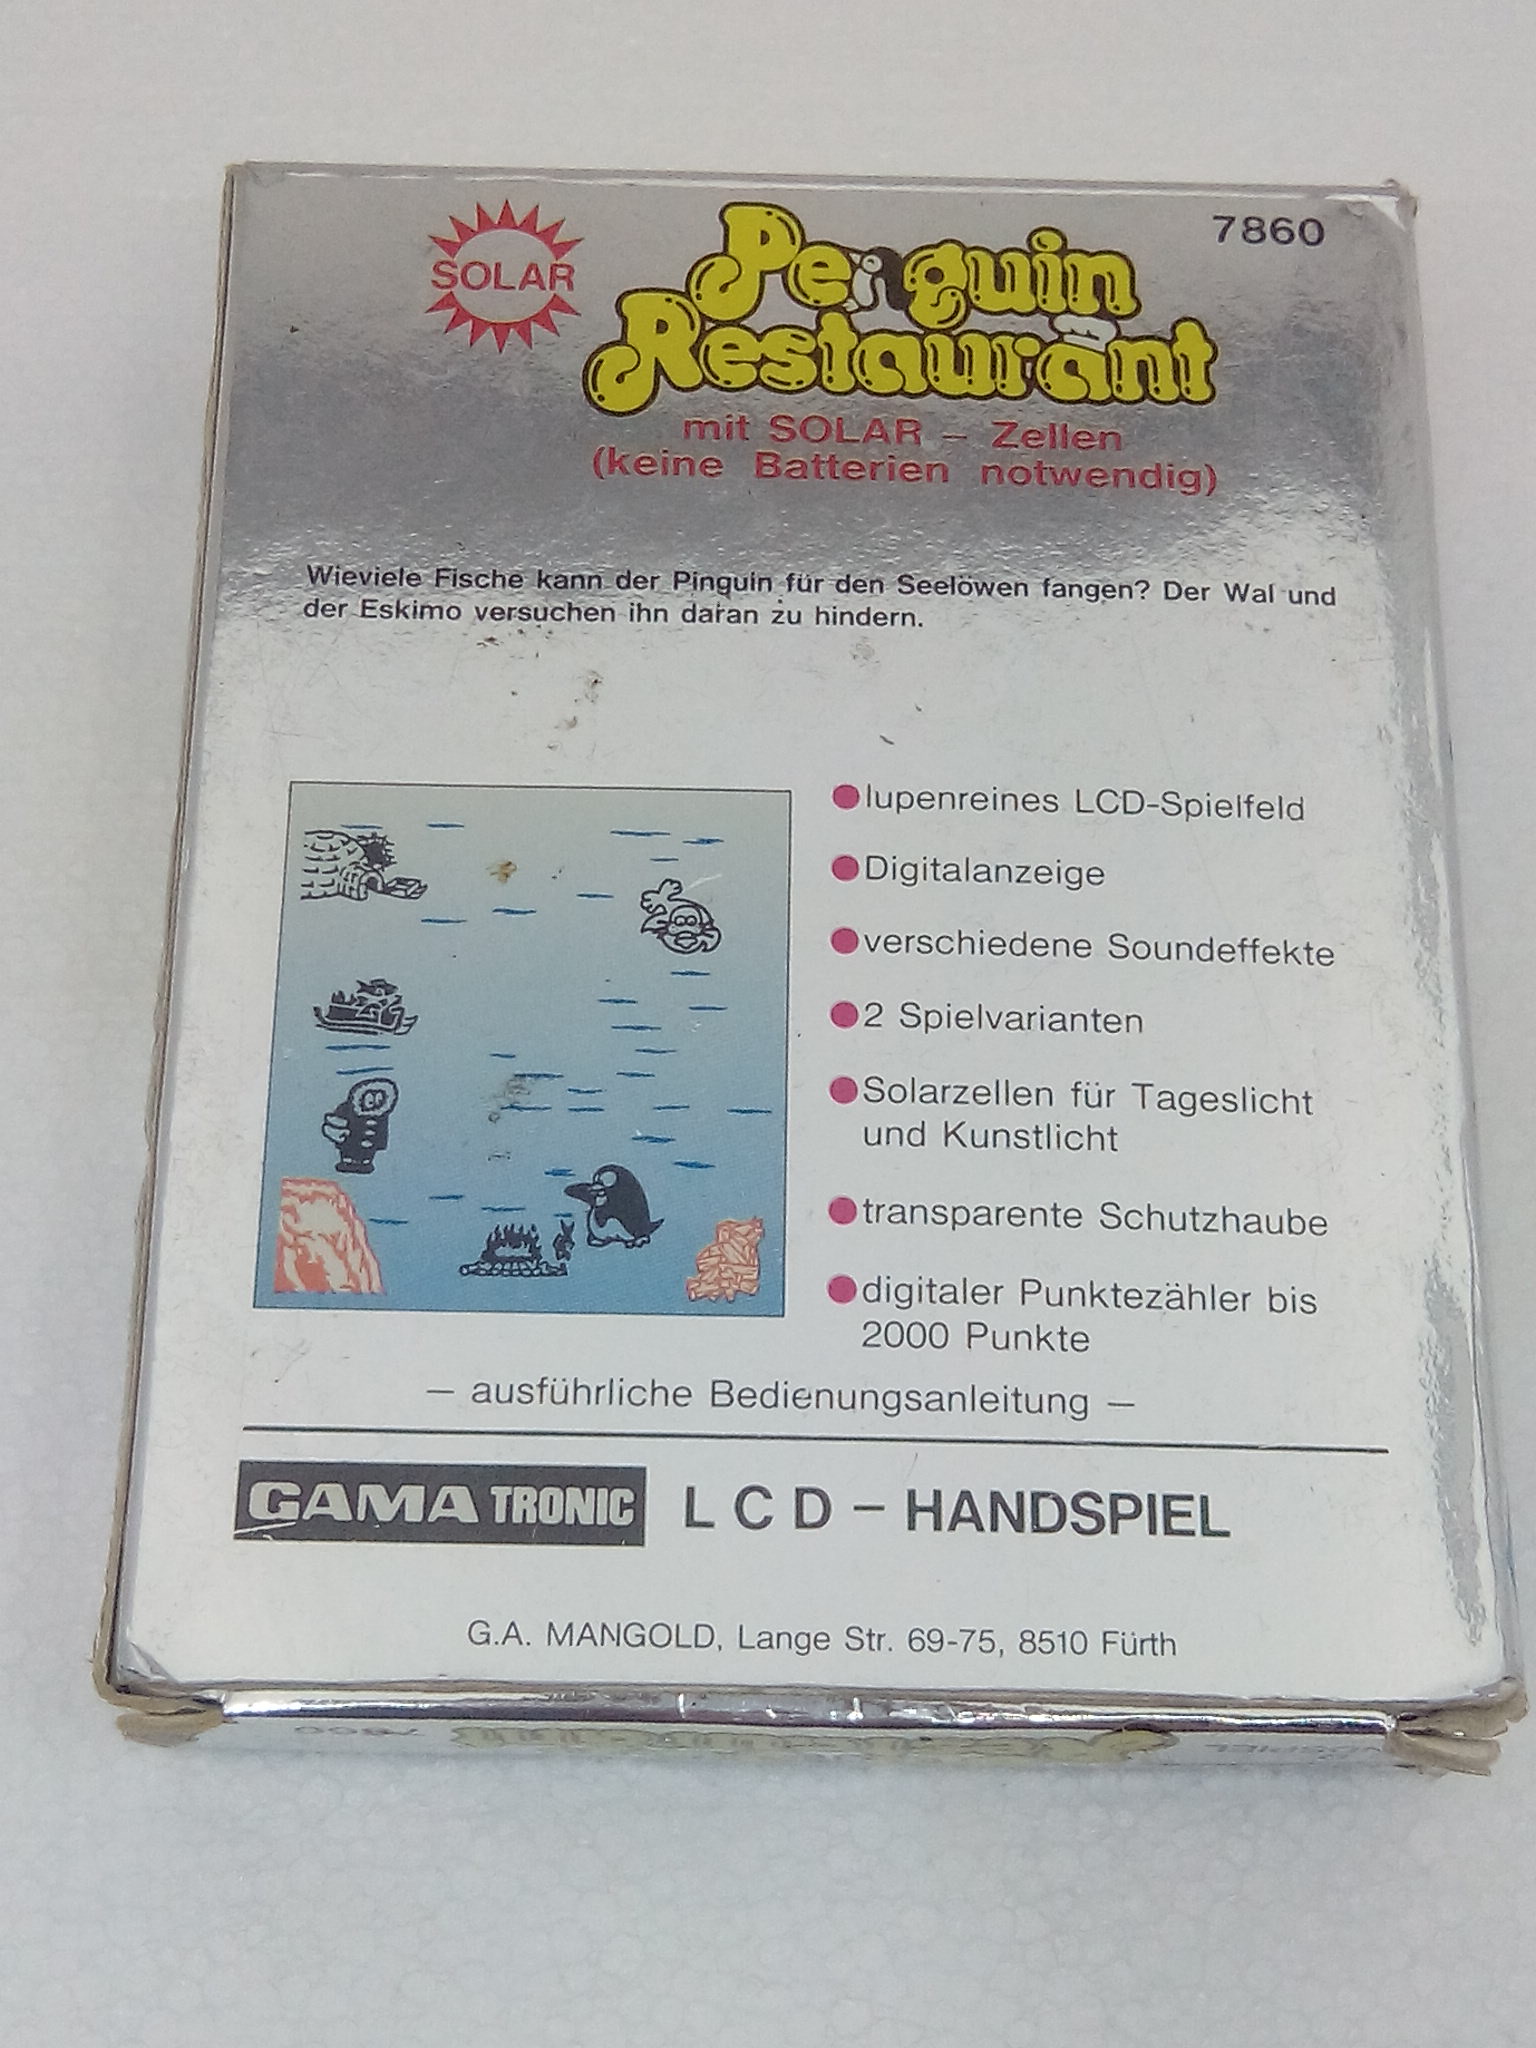 7860
SOLAR
Penguin
Restaurant
mit SOLAR – Zellen
(keine Batterien notwendig)
Wieviele Fische kann der Pinguin für den Seelöwen fangen? Der Wal und
der Eskimo versuchen ihn daran zu hindern.
lupenreines LCD-Spielfeld
Digitalanzeige
verschiedene Soundeffekte
2 Spielvarianten
Solarzellen für Tageslicht
und Kunstlicht
transparente Schutzhaube
digitaler Punktezähler bis
2000 Punkte
– ausführliche Bedienungsanleitung –
GAMA TRONIC LCD – HANDSPIEL
G.A. MANGOLD, Lange Str. 69-75, 8510 Fürth